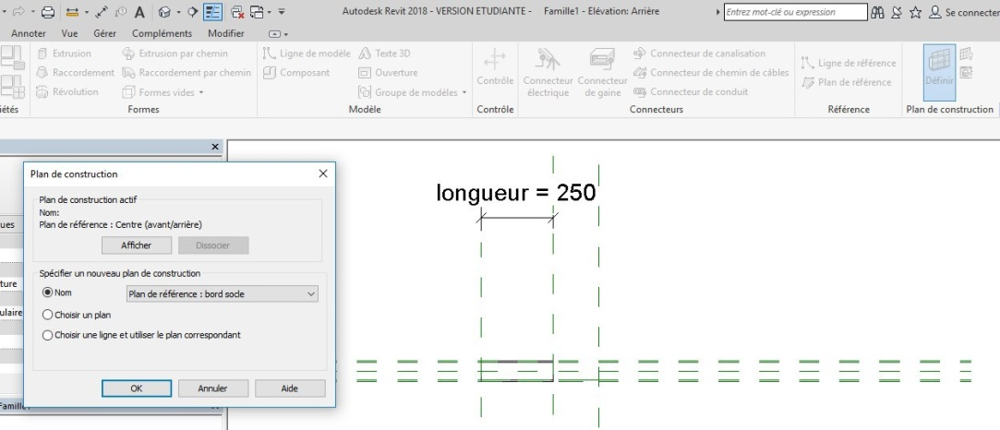 A
Autodesk Revit 2018 - VERSION ETUDIANTE -    Famille1 - Elévation: Arrière
Entrez mot-clé ou expression
Se connecter
Annoter Vue Gérer Compléments Modifier
Extrusion Extrusion par chemin Ligne de modèle Texte 3D Connecteur de canalisation
Ligne de référence
Raccordement Raccordement par chemin Composant Ouverture Contrôle Connecteur Connecteur Connecteur de chemin de câbles
Définir
Plan de référence
Révolution Formes vides Groupe de modèles électrique de gaine Connecteur de conduit
iétés Formes Modèle Contrôle Connecteurs Référence Plan de construction
Plan de construction
Plan de construction actif
Nom:
Plan de référence : Centre (avant/arrière)
Afficher Dissocier
Spécifier un nouveau plan de construction
Nom Plan de référence : bord socle
Choisir un plan
Choisir une ligne et utiliser le plan correspondant
OK Annuler Aide
ues
ture
ulaire
longueur = 250